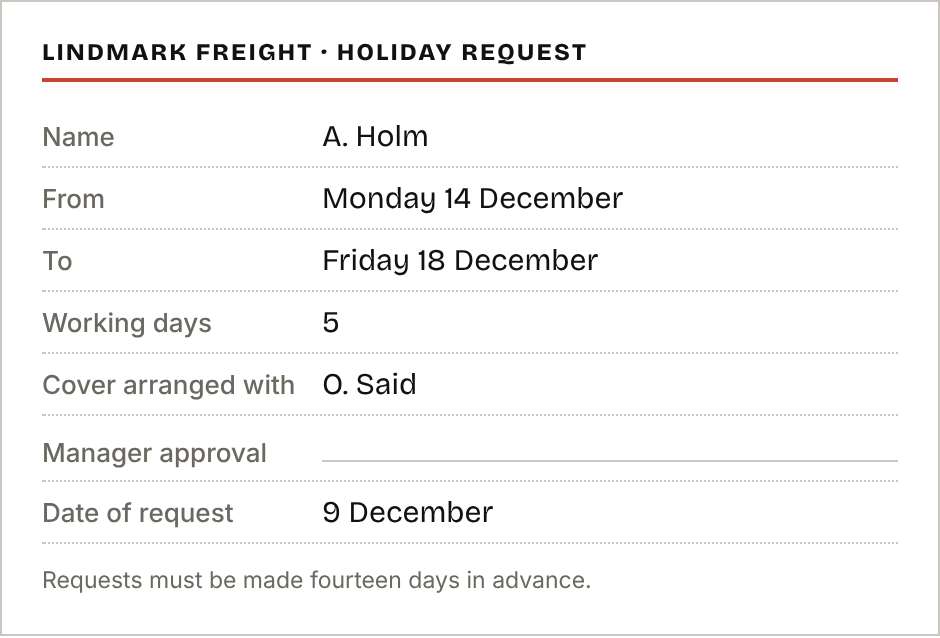 LINDMARK FREIGHT · HOLIDAY REQUEST
Name A. Holm
From Monday 14 December
To Friday 18 December
Working days 5
Cover arranged with O. Said
Manager approval
Date of request 9 December
Requests must be made fourteen days in advance.